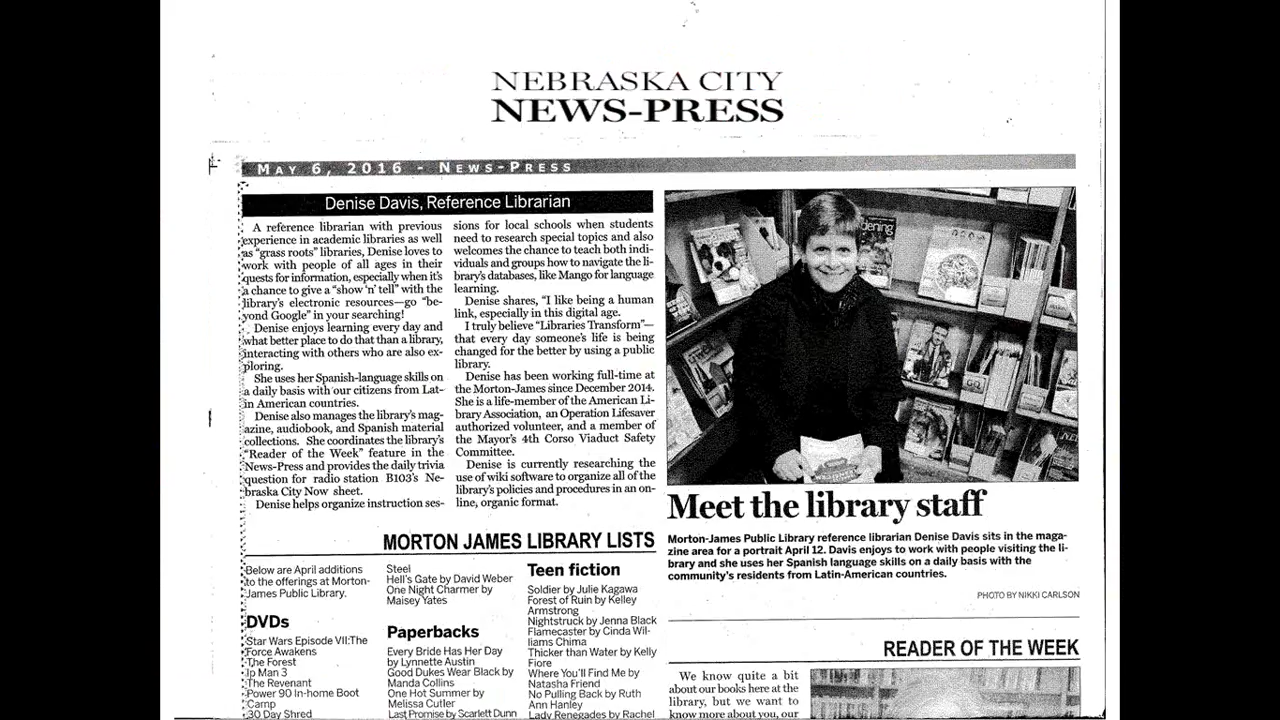 NEBRASKA CITY
NEWS-PRESS
MAY 6, 2016 - NEWS-PRESS
Denise Davis, Reference Librarian
A reference librarian with previous
experience in academic libraries as well
as "grass roots" libraries, Denise loves to
work with people of all ages in their
quests for information, especially when it's
a chance to give a "show 'n' tell" with the
library's electronic resources—go "be-
yond Google" in your searching!
Denise enjoys learning every day and
what better place to do that than a library,
interacting with others who are also ex-
ploring.
She uses her Spanish-language skills on
a daily basis with our citizens from Lat-
in American countries.
Denise also manages the library's mag-
azine, audiobook, and Spanish material
collections. She coordinates the library's
"Reader of the Week" feature in the
News-Press and provides the daily trivia
question for radio station B103's Ne-
braska City Now sheet.
Denise helps organize instruction ses-
sions for local schools when students
need to research special topics and also
welcomes the chance to teach both indi-
viduals and groups how to navigate the li-
brary's databases, like Mango for language
learning.
Denise shares, "I like being a human
link, especially in this digital age.
I truly believe "Libraries Transform"—
that every day someone's life is being
changed for the better by using a public
library.
Denise has been working full-time at
the Morton-James since December 2014.
She is a life-member of the American Li-
brary Association, an Operation Lifesaver
authorized volunteer, and a member of
the Mayor's 4th Corso Viaduct Safety
Committee.
Denise is currently researching the
use of wiki software to organize all of the
library's policies and procedures in an on-
line, organic format.
dening
GQ
Meet the library staff
Morton-James Public Library reference librarian Denise Davis sits in the maga-
zine area for a portrait April 12. Davis enjoys to work with people visiting the li-
brary and she uses her Spanish language skills on a daily basis with the
community's residents from Latin-American countries.
PHOTO BY NIKKI CARLSON
MORTON JAMES LIBRARY LISTS
Below are April additions
to the offerings at Morton-
James Public Library.
DVDs
Star Wars Episode VII:The
Force Awakens
The Forest
Ip Man 3
The Revenant
Power 90 In-home Boot
Camp
30 Day Shred
Steel
Hell's Gate by David Weber
One Night Charmer by
Maisey Yates
Paperbacks
Every Bride Has Her Day
by Lynnette Austin
Good Dukes Wear Black by
Manda Collins
One Hot Summer by
Melissa Cutler
Last Promise by Scarlett Dunn
Teen fiction
Soldier by Julie Kagawa
Forest of Ruin by Kelley
Armstrong
Nightstruck by Jenna Black
Flamecaster by Cinda Wil-
liams Chima
Thicker than Water by Kelly
Fiore
Where You'll Find Me by
Natasha Friend
No Pulling Back by Ruth
Ann Hanley
Lady Renegades by Rachel
READER OF THE WEEK
We know quite a bit
about our books here at the
library, but we want to
know more about you, our